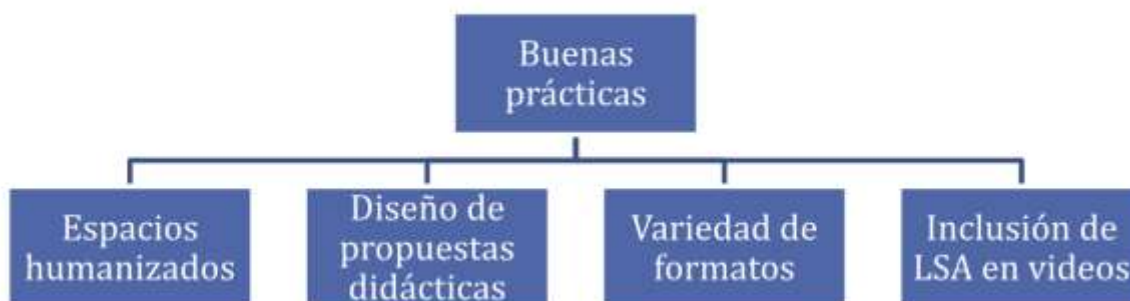 Buenas
prácticas
Espacios
humanizados
Diseño de
propuestas
didácticas
Variedad de
formatos
Inclusión de
LSA en videos